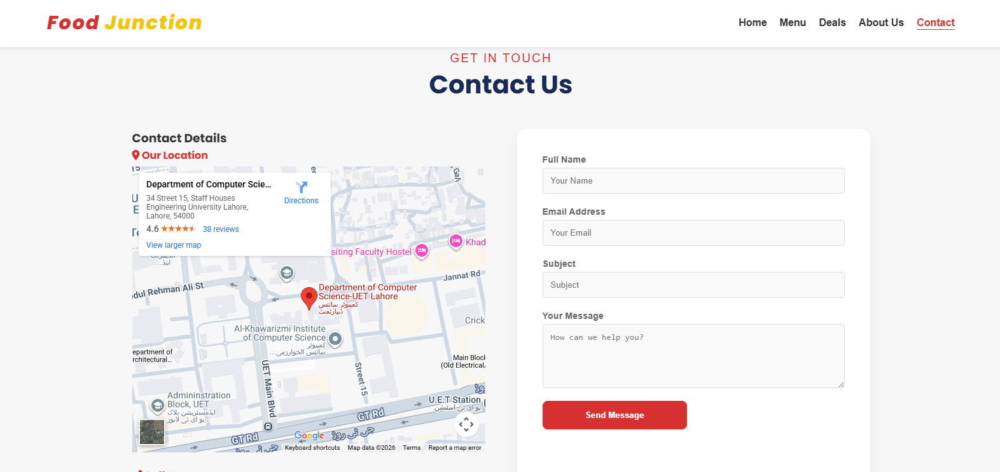 Food Junction
Home
Menu
Deals
About Us
Contact
GET IN TOUCH
Contact Us
Contact Details
Our Location
Department of Computer Scie...
34 Street 15, Staff Houses
Engineering University Lahore,
Lahore, 54000
4.6
38 reviews
View larger map
Directions
siting Faculty Hostel
Khad
Jannat Rd
dul Rehman Ali St
Department of Computer
Science-UET Lahore
کمپیوٹر سائنس
ڈیپارٹمنٹ
Al-Khawarizmi Institute
of Computer Science
کمپیوٹر
سائنس الخوارزمی...
Crick
epartment of
rchitectural...
Main Block
(Old Electrical/
UET Main Blvd
Street 15
Admininstration
Block, UET
ایڈمنسٹریشن بلاک
، یو ای ٹی لاہور
U.E.T Station
یو ای ٹی اسٹیشن
GT Rd
GT Rd
جی ٹی روڈ
Google
Keyboard shortcuts
Map data ©2026
Terms
Report a map error
Full Name
Your Name
Email Address
Your Email
Subject
Subject
Your Message
How can we help you?
Send Message